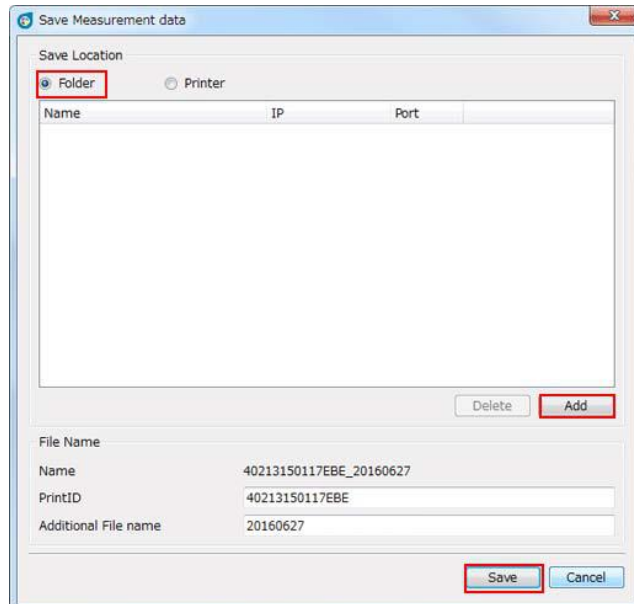 Save Measurement data
Save Location
Folder Printer
Name IP Port
Delete Add
File Name
Name 40213150117EBE_20160627
PrintID 40213150117EBE
Additional File name 20160627
Save Cancel